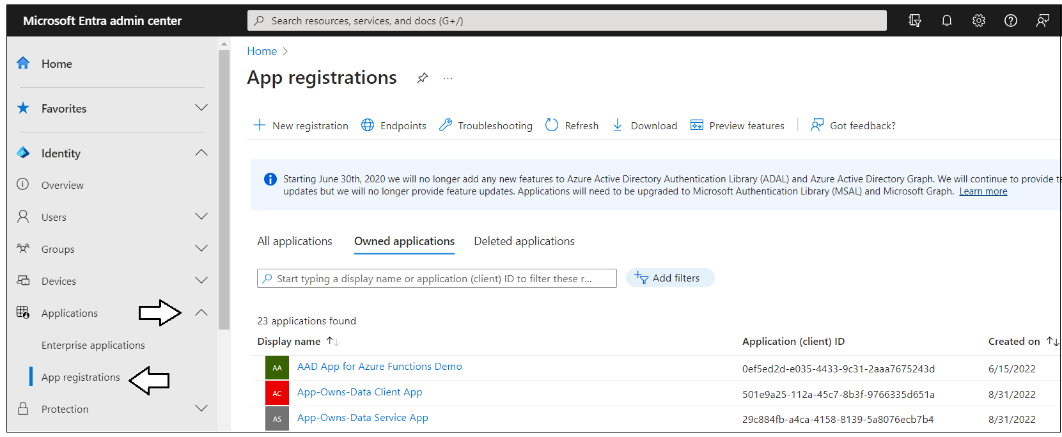 Microsoft Entra admin center
Search resources, services, and docs (G+/)
Home
Favorites
Identity
Overview
Users
Groups
Devices
Applications
Enterprise applications
App registrations
Protection
Home >
App registrations
...
New registration Endpoints Troubleshooting Refresh Download Preview features Got feedback?
Starting June 30th, 2020 we will no longer add any new features to Azure Active Directory Authentication Library (ADAL) and Azure Active Directory Graph. We will continue to provide
updates but we will no longer provide feature updates. Applications will need to be upgraded to Microsoft Authentication Library (MSAL) and Microsoft Graph. Learn more
All applications Owned applications Deleted applications
Start typing a display name or application (client) ID to filter these r...
Add filters
23 applications found
Display name Application (client) ID Created on
AA AAD App for Azure Functions Demo 0ef5ed2d-e035-4433-9c31-2aaa7675243d 6/15/2022
AC App-Owns-Data Client App 501e9a25-112a-45c7-8b3f-9766335d651a 8/31/2022
AS App-Owns-Data Service App 29c884fb-a4ca-4158-8139-5a8076ecb7b4 8/31/2022